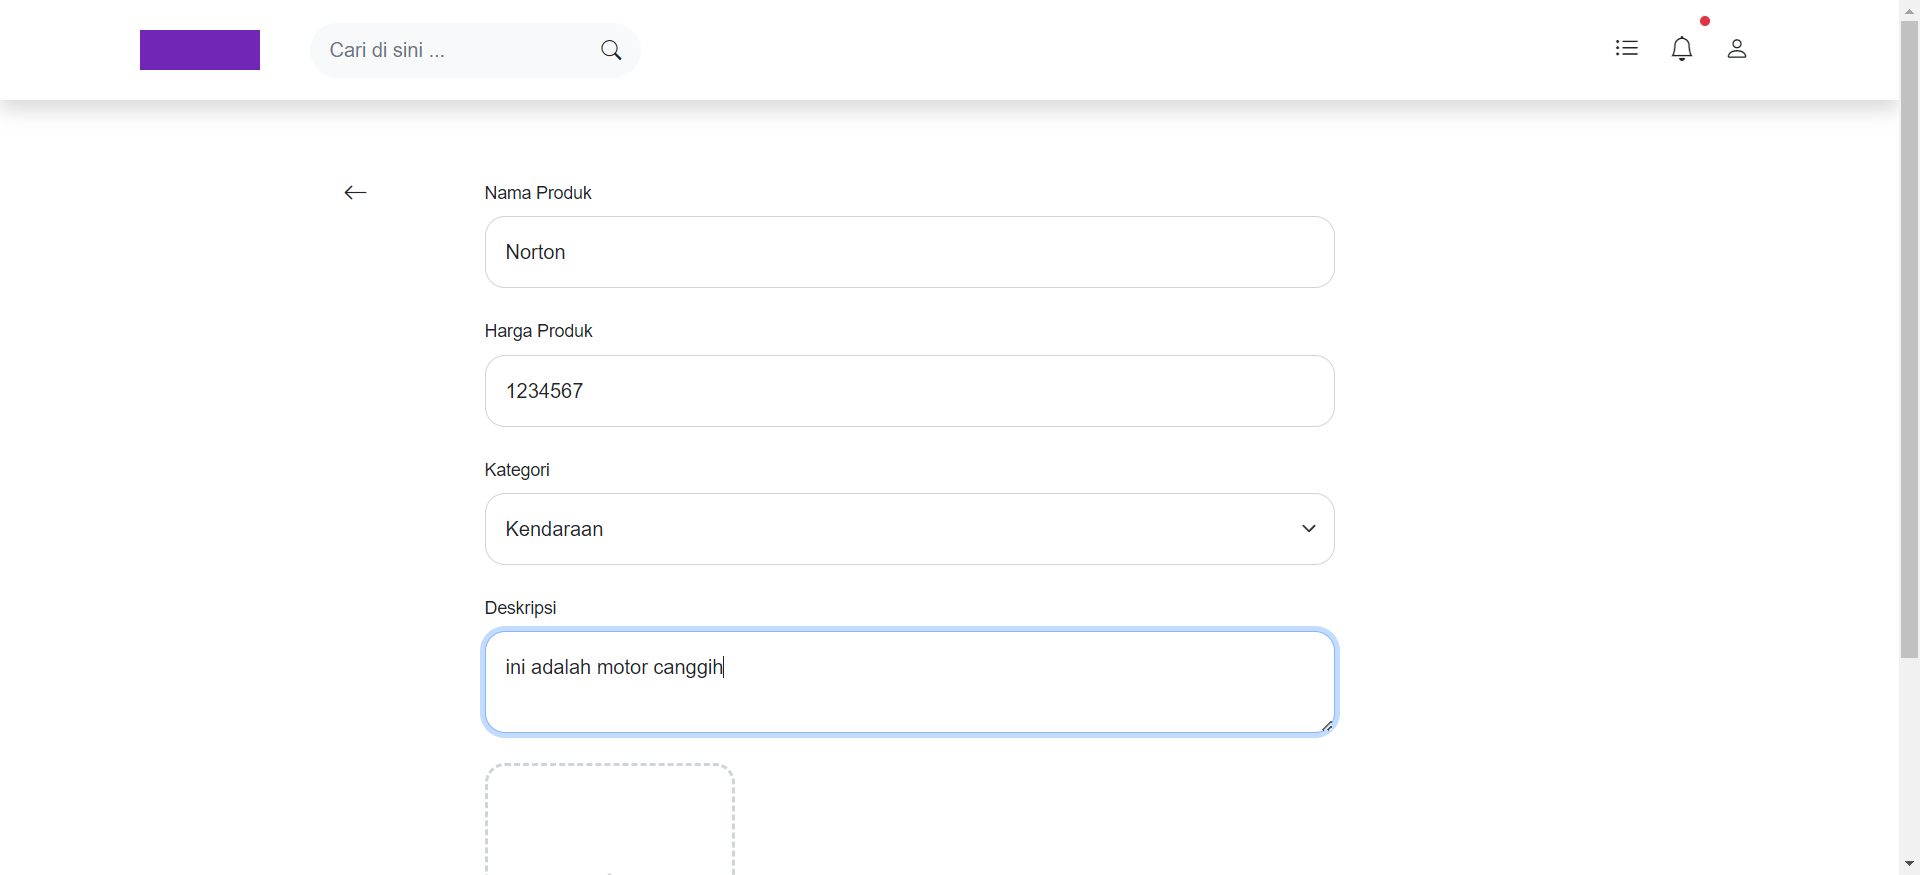 Cari di sini ...
Nama Produk
Norton
Harga Produk
1234567
Kategori
Kendaraan
Deskripsi
ini adalah motor canggih